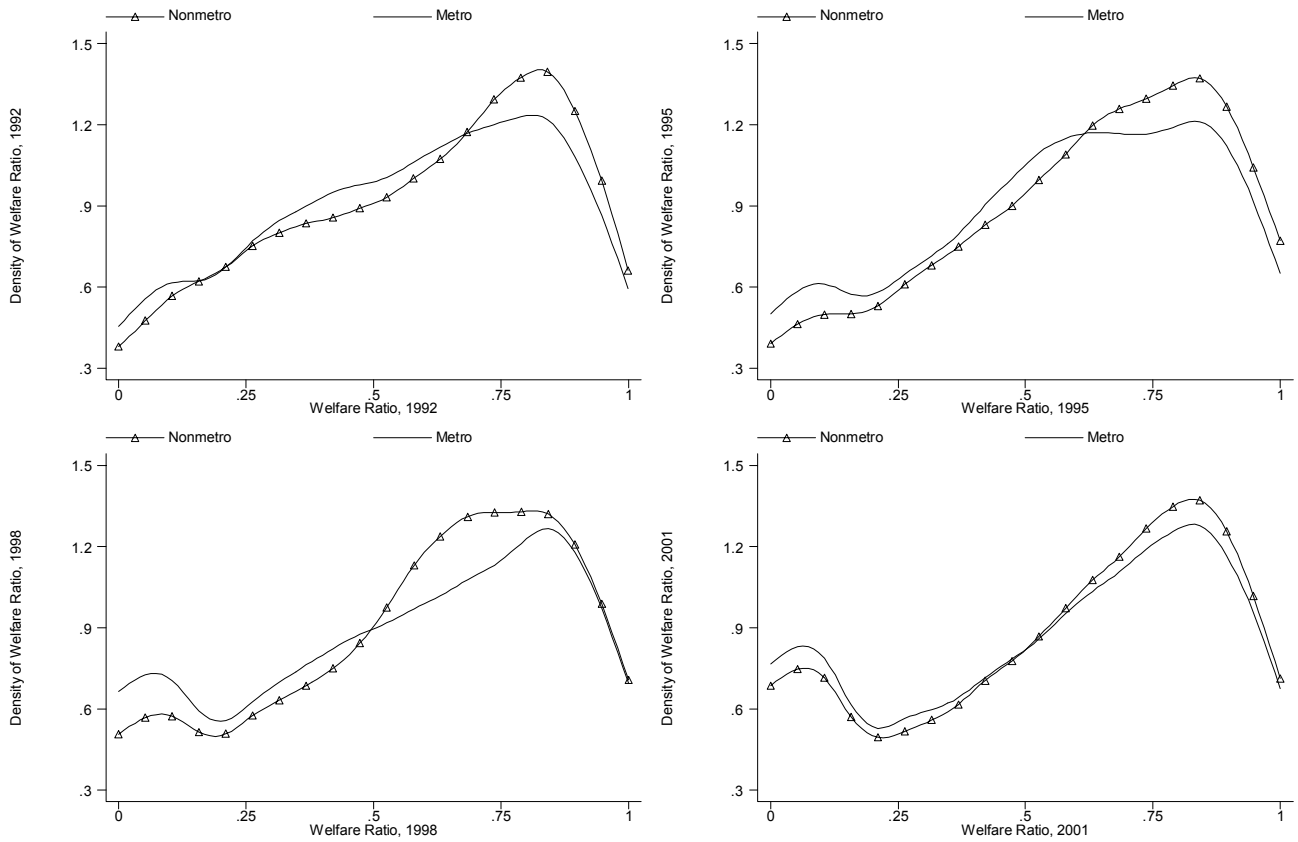 Nonmetro Metro
Density of Welfare Ratio, 1992
1.5
1.2
.9
.6
.3
0 .25 .5 .75 1
Welfare Ratio, 1992
Nonmetro Metro
Density of Welfare Ratio, 1995
1.5
1.2
.9
.6
.3
0 .25 .5 .75 1
Welfare Ratio, 1995
Nonmetro Metro
Density of Welfare Ratio, 1998
1.5
1.2
.9
.6
.3
0 .25 .5 .75 1
Welfare Ratio, 1998
Nonmetro Metro
Density of Welfare Ratio, 2001
1.5
1.2
.9
.6
.3
0 .25 .5 .75 1
Welfare Ratio, 2001